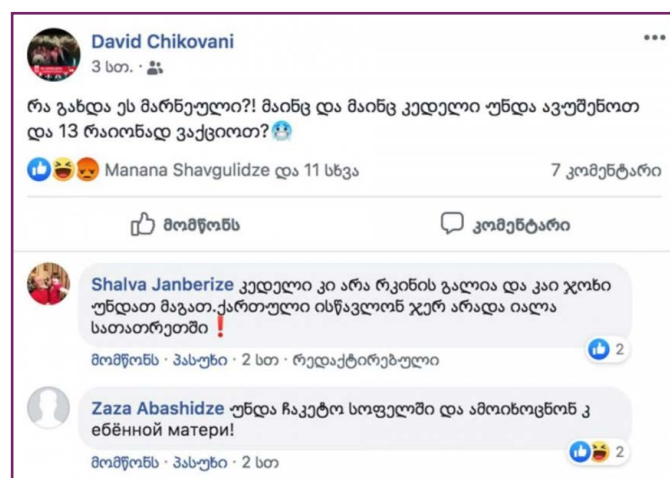 David Chikovani
3 სთ. ·
რა გახდა ეს მარნეული?! მაინც და მაინც კედელი უნდა ავუშენოთ
და 13 რაიონად ვაქციოთ?🥶
Manana Shavgulidze და 11 სხვა
7 კომენტარი
მომწონს
კომენტარი
Shalva Janberize კედელი კი არა რკინის გალია და კაი ჯოხი
უნდათ მაგათ.ქართული ისწავლონ ჯერ არადა იალა
სათათრეთში❗
2
მომწონს · პასუხი · 2 სთ · რედაქტირებული
Zaza Abashidze უნდა ჩაკეტო სოფელში და ამოიხოცნონ კ
ебённой матери!
2
მომწონს · პასუხი · 2 სთ